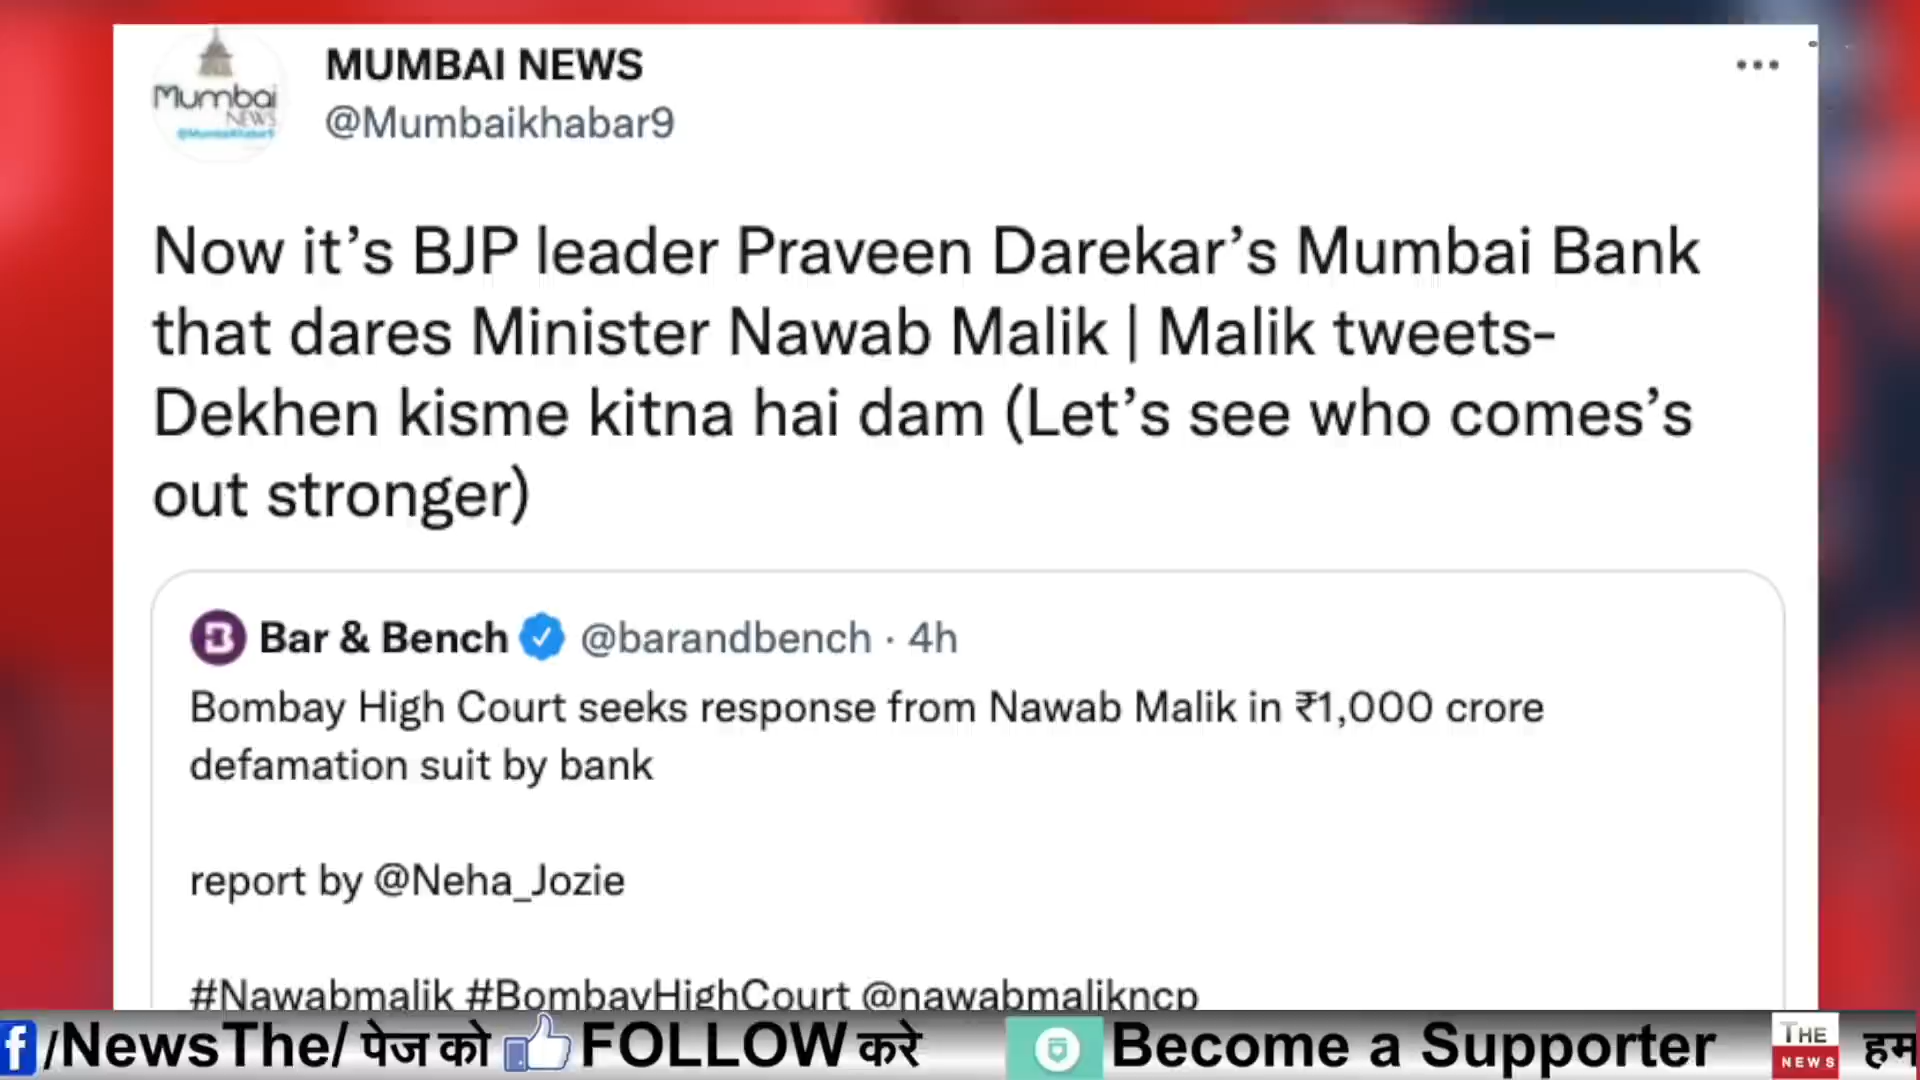 Mumbai
NEWS
@Mumbaikhabar9
MUMBAI NEWS
@Mumbaikhabar9
Now it’s BJP leader Praveen Darekar’s Mumbai Bank
that dares Minister Nawab Malik | Malik tweets-
Dekhen kisme kitna hai dam (Let’s see who comes’s
out stronger)
Bar & Bench @barandbench · 4h
Bombay High Court seeks response from Nawab Malik in ₹1,000 crore
defamation suit by bank
report by @Neha_Jozie
#Nawabmalik #BombayHighCourt @nawabmalikncp
/NewsThe/ पेज को FOLLOW करे Become a Supporter THE NEWS हम